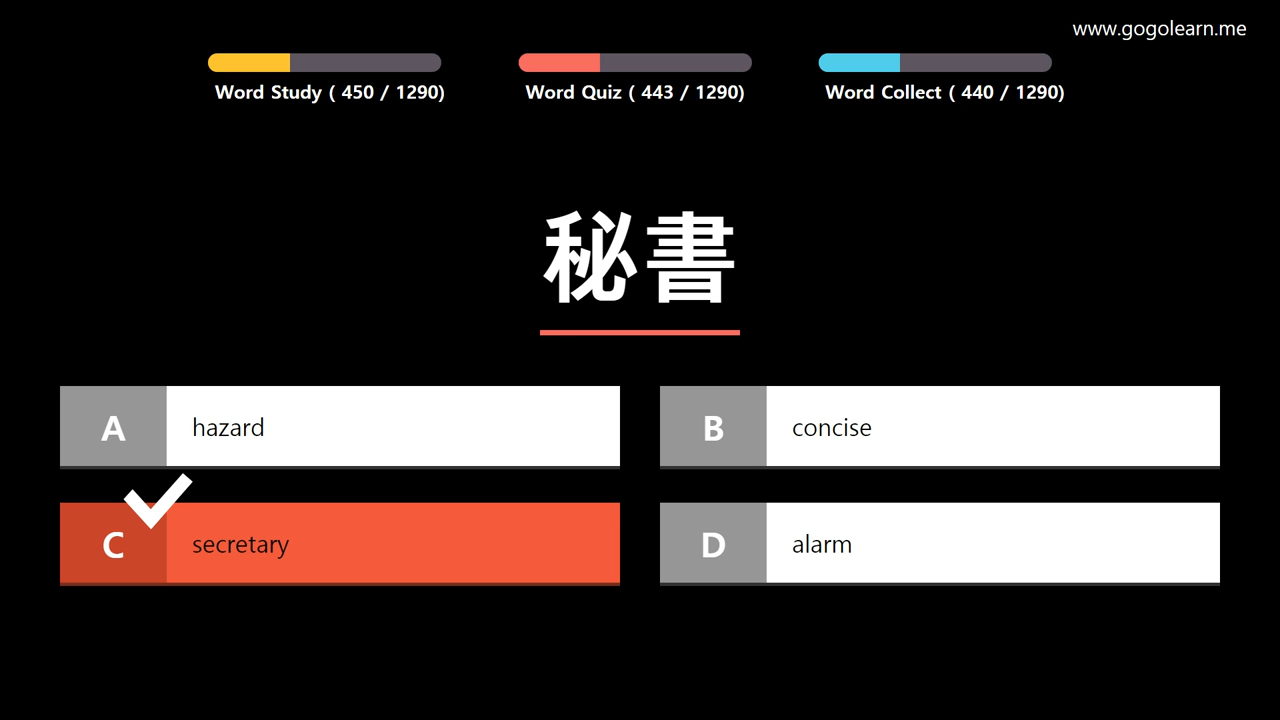 www.gogolearn.me
Word Study ( 450 / 1290)
Word Quiz ( 443 / 1290)
Word Collect ( 440 / 1290)
秘書
A hazard
B concise
C secretary
D alarm